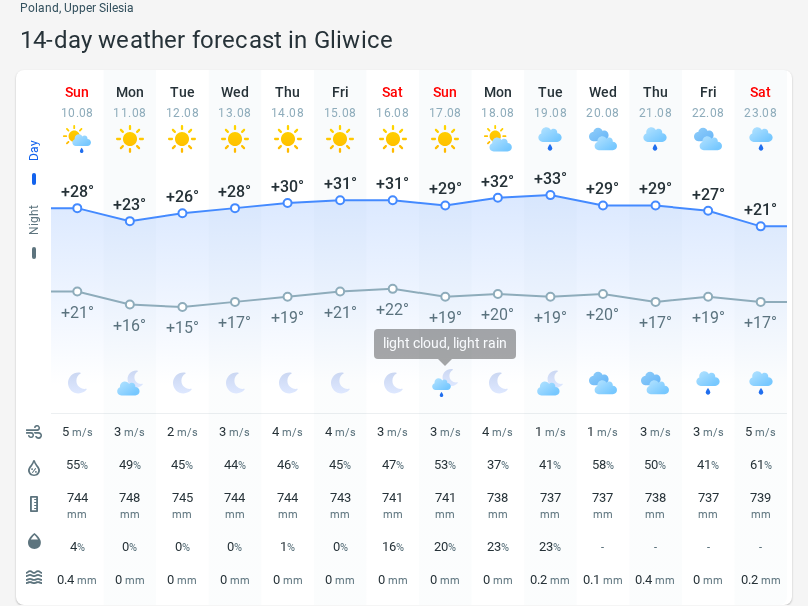 Poland, Upper Silesia
14-day weather forecast in Gliwice
Sun Mon Tue Wed Thu Fri Sat Sun Mon Tue Wed Thu Fri Sat
10.08 11.08 12.08 13.08 14.08 15.08 16.08 17.08 18.08 19.08 20.08 21.08 22.08 23.08
Day
+28° +23° +26° +28° +30° +31° +31° +29° +32° +33° +29° +29° +27° +21°
Night
+21° +16° +15° +17° +19° +21° +22° +19° +20° +19° +20° +17° +19° +17°
light cloud, light rain
5 m/s 3 m/s 2 m/s 3 m/s 4 m/s 4 m/s 3 m/s 3 m/s 4 m/s 1 m/s 1 m/s 3 m/s 3 m/s 5 m/s
55% 49% 45% 44% 46% 45% 47% 53% 37% 41% 58% 50% 41% 61%
744 748 745 744 744 743 741 741 738 737 737 738 737 739
mm mm mm mm mm mm mm mm mm mm mm mm mm mm
4% 0% 0% 0% 1% 0% 16% 20% 23% 23% - - - -
0.4 mm 0 mm 0 mm 0 mm 0 mm 0 mm 0 mm 0 mm 0 mm 0.2 mm 0.1 mm 0.4 mm 0 mm 0.2 mm